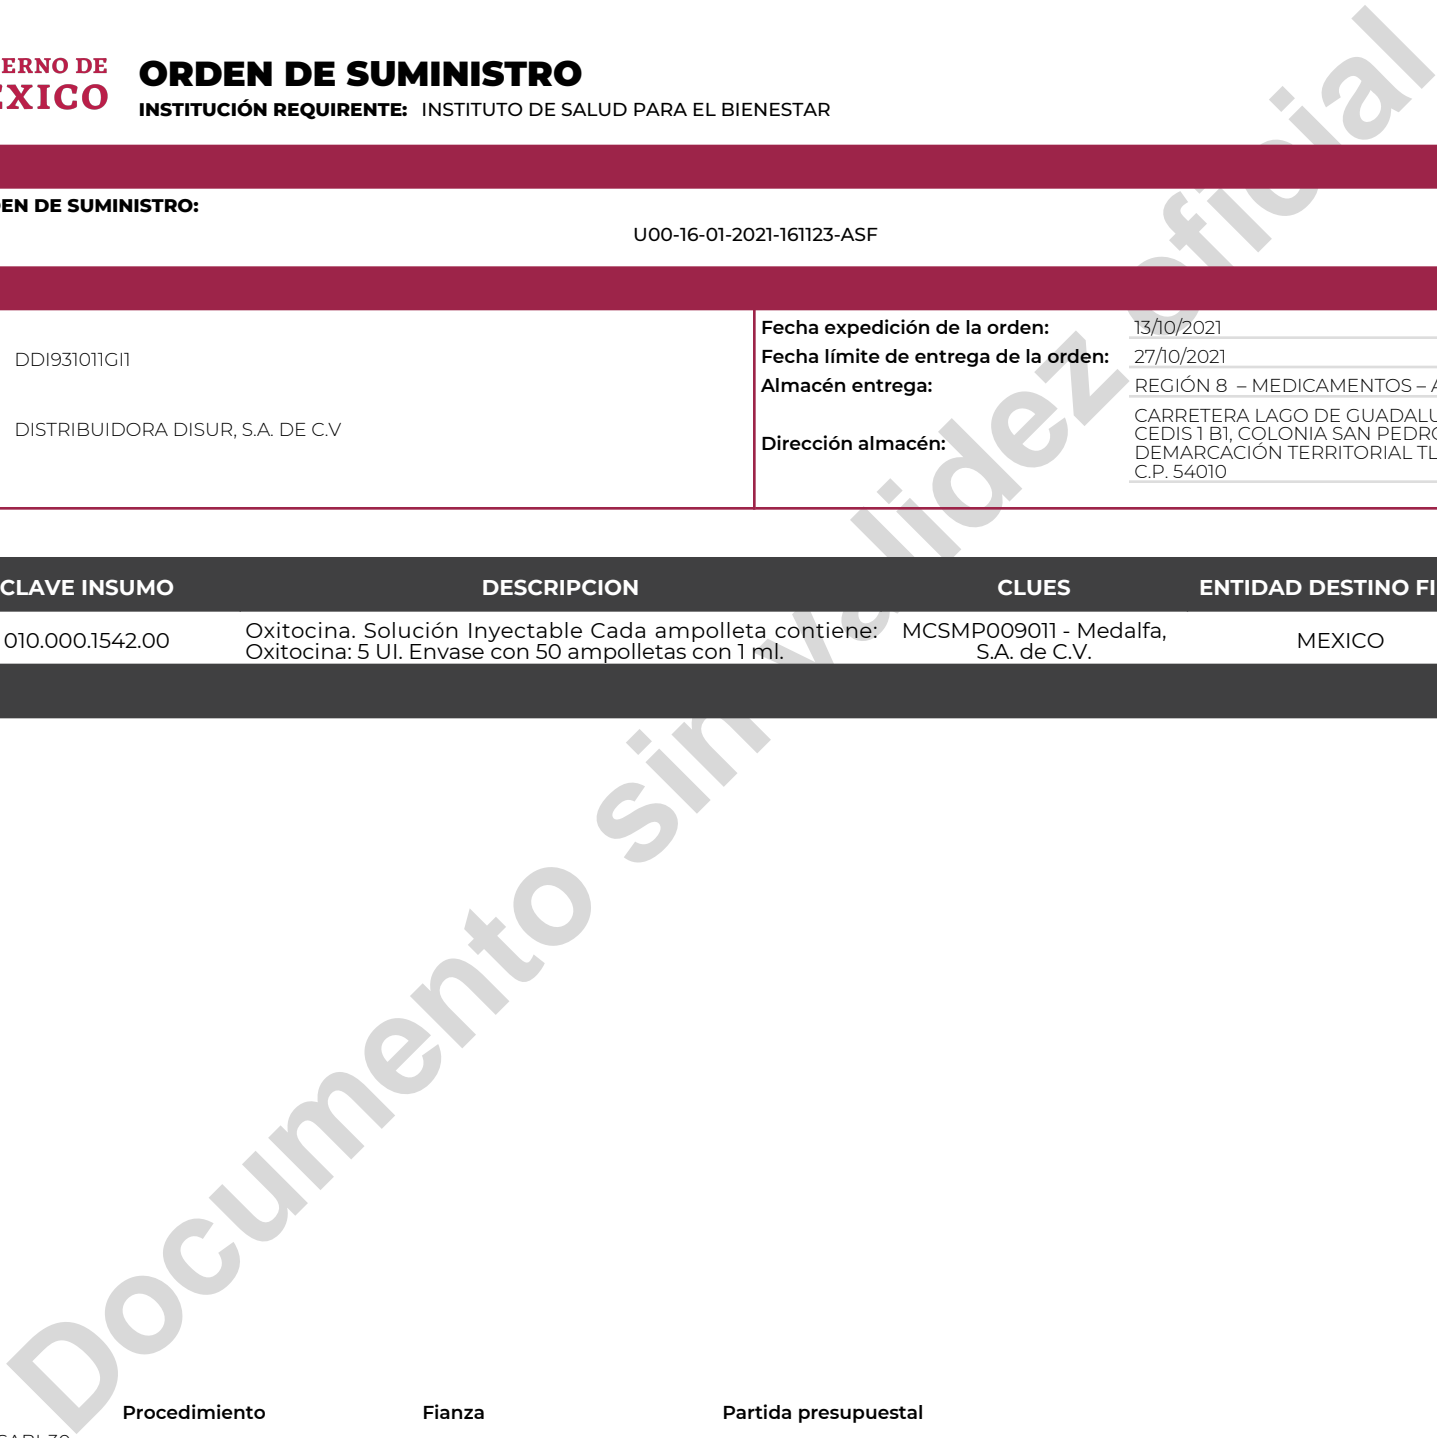 ERNO DE
EXICO
ORDEN DE SUMINISTRO
INSTITUCIÓN REQUIRENTE: INSTITUTO DE SALUD PARA EL BIENESTAR
EN DE SUMINISTRO:
U00-16-01-2021-161123-ASF
DDI931011GI1
DISTRIBUIDORA DISUR, S.A. DE C.V
Fecha expedición de la orden: 13/10/2021
Fecha límite de entrega de la orden: 27/10/2021
Almacén entrega: REGIÓN 8 – MEDICAMENTOS – A
Dirección almacén:
CARRETERA LAGO DE GUADALU
CEDIS 1 B1, COLONIA SAN PEDRO
DEMARCACIÓN TERRITORIAL TL
C.P. 54010
CLAVE INSUMO DESCRIPCION CLUES ENTIDAD DESTINO FI
010.000.1542.00
Oxitocina. Solución Inyectable Cada ampolleta contiene:
Oxitocina: 5 UI. Envase con 50 ampolletas con 1 ml.
MCSMP009011 - Medalfa,
S.A. de C.V.
MEXICO
Documento sin validez oficial
Procedimiento Fianza Partida presupuestal